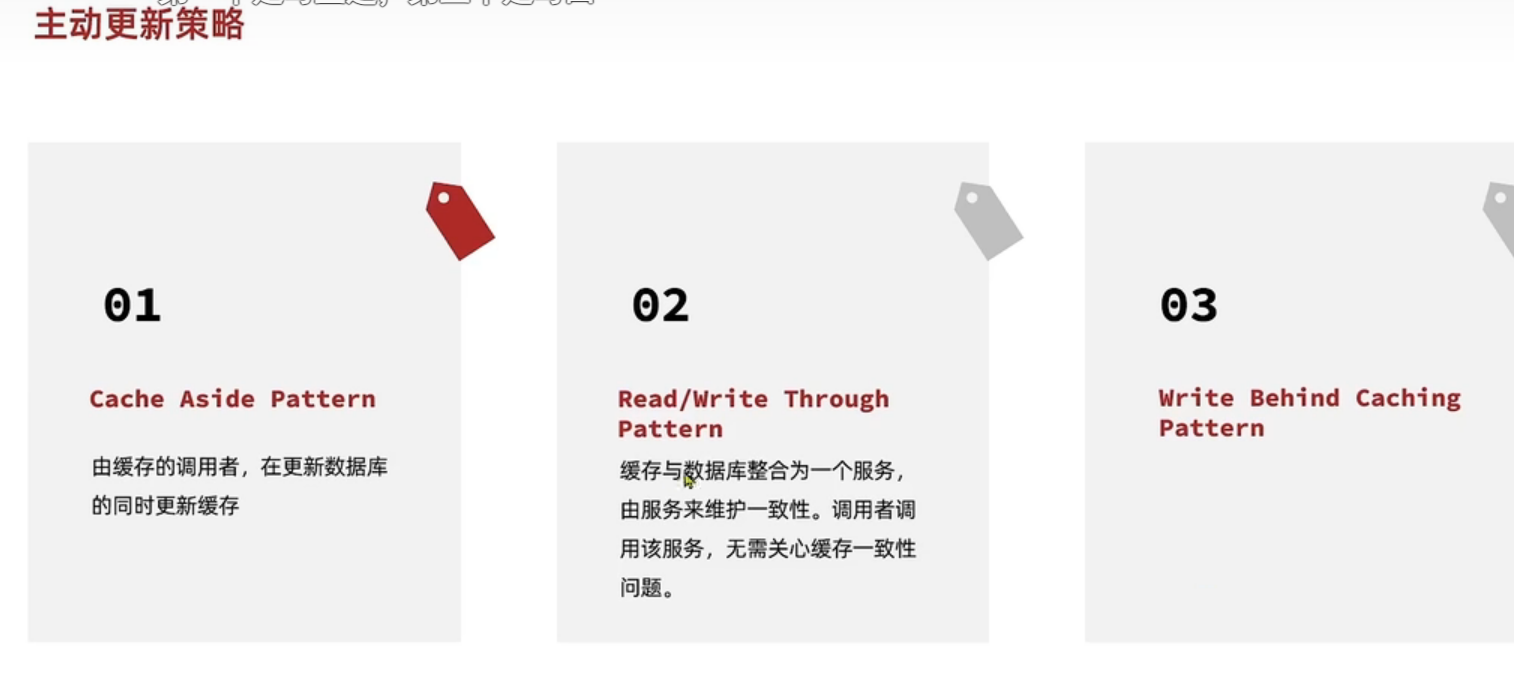 主动更新策略
01
Cache Aside Pattern
由缓存的调用者，在更新数据库
的同时更新缓存
02
Read/Write Through
Pattern
缓存与数据库整合为一个服务，
由服务来维护一致性。调用者调
用该服务，无需关心缓存一致性
问题。
03
Write Behind Caching
Pattern